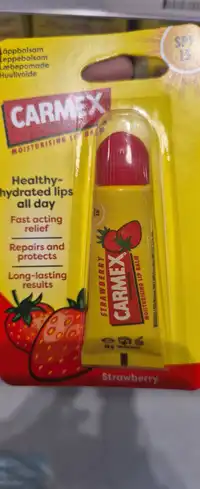 Läppbalsam
Leppebalsam
Læbepomade
Huulivoide
SPF
15
CARMEX
MOISTURISING LIP BALM
Healthy-
hydrated lips
all day
Fast acting
relief
Repairs and
protects
Long-lasting
results
STRAWBERRY
CARMEX
MOISTURISING LIP BALM
Strawberry